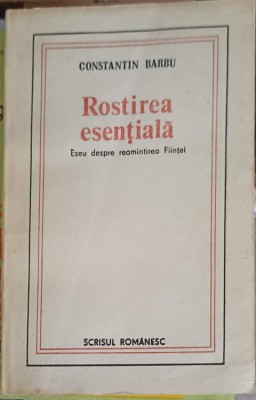 CONSTANTIN BARBU
Rostirea
esențială
Eseu despre reamintirea Ființei
SCRISUL ROMÂNESC